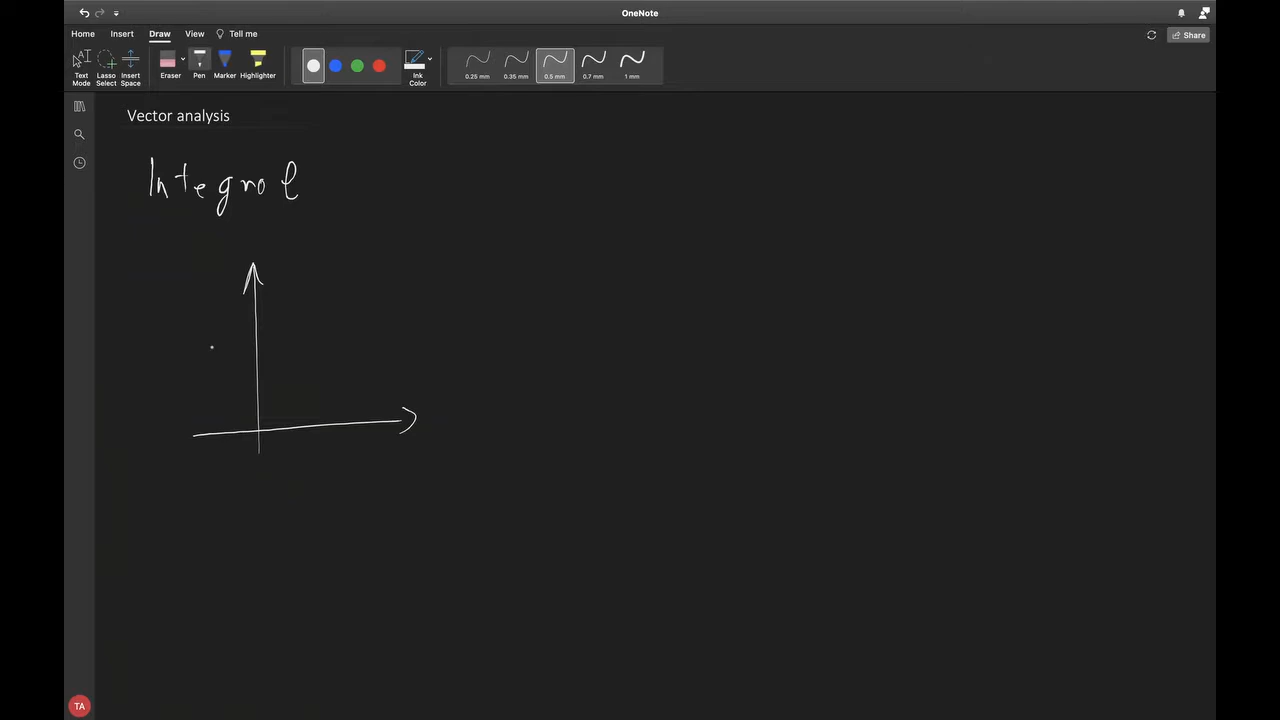 OneNote
Home Insert Draw View Tell me
Share
Text Mode
Lasso Select
Insert Space
Eraser
Pen
Marker
Highlighter
Ink Color
0.25 mm
0.35 mm
0.5 mm
0.7 mm
1 mm
Vector analysis
Integral
TA